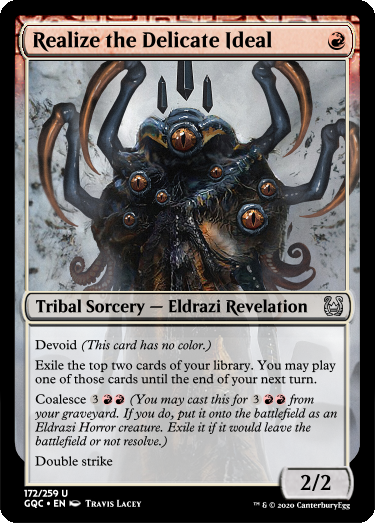 Realize the Delicate Ideal
Tribal Sorcery — Eldrazi Revelation
Devoid (This card has no color.)
Exile the top two cards of your library. You may play
one of those cards until the end of your next turn.
Coalesce 3 (You may cast this for 3 from
your graveyard. If you do, put it onto the battlefield as an
Eldrazi Horror creature. Exile it if it would leave the
battlefield or not resolve.)
Double strike
2/2
172/259 U
GQC • EN Travis Lacey
™ & © 2020 CanterburyEgg